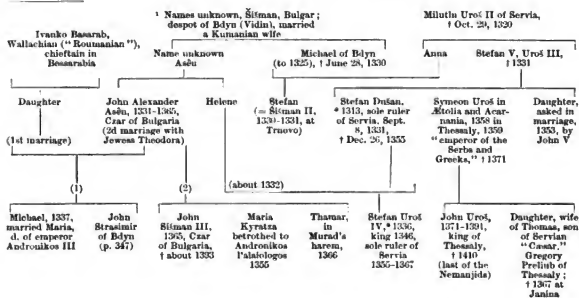 Ivanko Basarab,
Wallachian ("Roumanian"),
chieftain in
Bessarabia
¹ Names unknown, Šišman, Bulgar;
despot of Bdyn (Vidin), married
a Kumanian wife
Milutin Uroš II of Servia,
† Oct. 29, 1320
Name unknown
Asên
Michael of Bdyn
(to 1325), † June 28, 1330
Anna
Stefan V, Uroš III,
† 1331
Daughter
(1st marriage)
John Alexander
Asên, 1331-1365,
Czar of Bulgaria
(2d marriage with
Jewess Theodora)
Helene
Stefan
(= Šišman II,
1330-1331, at
Trnovo)
Stefan Dušan,
* 1313, sole ruler
of Servia, Sept.
8, 1331,
† Dec. 26, 1355
Symeon Uroš in
Ætolia and Acar-
nania, 1358 in
Thessaly, 1359
"emperor of the
Serbs and
Greeks," † 1371
Daughter,
asked in
marriage,
1353, by
John V
(1)
(2)
(about 1332)
Michael, 1337,
married Maria,
d. of emperor
Andronikos III
John
Strasimir
of Bdyn
(p. 347)
John
Šišman III,
1365, Czar
of Bulgaria,
† about 1393
Maria
Kyratza
betrothed to
Andronikos
Palaiologos
1355
Thamar,
in
Murad's
harem,
1366
Stefan Uroš
IV, * 1336,
king 1346,
sole ruler of
Servia
1355-1367
John Uroš,
1371-1391,
king of
Thessaly,
† 1410
(last of the
Nemanjids)
Daughter, wife
of Thomas, son
of Servian
"Cæsar," Gregory
Preliub of
Thessaly;
† 1367 at
Janina